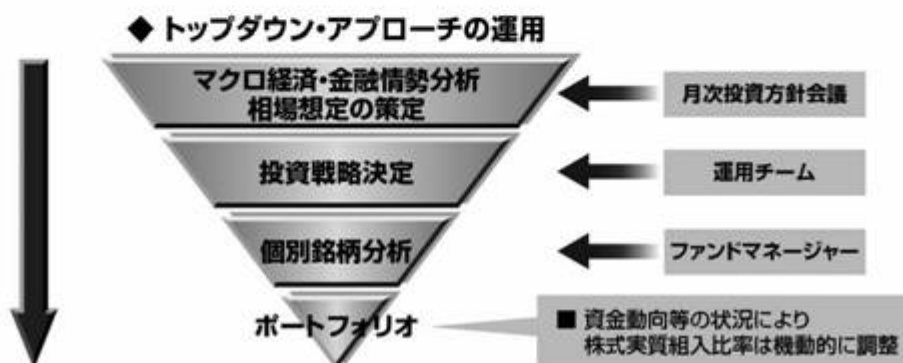 ◆ トップダウン・アプローチの運用
マクロ経済・金融情勢分析
相場想定の策定
月次投資方針会議
投資戦略決定
運用チーム
個別銘柄分析
ファンドマネージャー
ポートフォリオ
■ 資金動向等の状況により
株式実質組入比率は機動的に調整